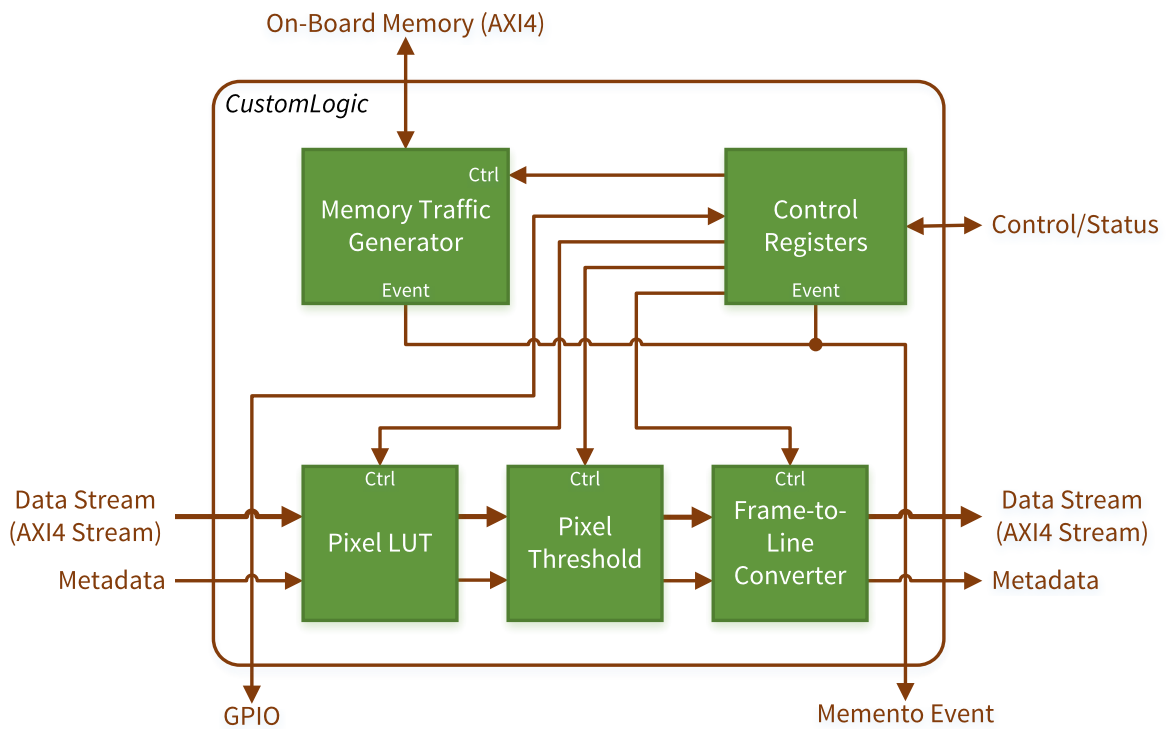 On-Board Memory (AXI4)
CustomLogic
Ctrl
Memory Traffic
Generator
Event
Control
Registers
Event
Control/Status
Data Stream
(AXI4 Stream)
Metadata
Ctrl
Pixel LUT
Ctrl
Pixel
Threshold
Ctrl
Frame-to-
Line
Converter
Data Stream
(AXI4 Stream)
Metadata
GPIO
Memento Event